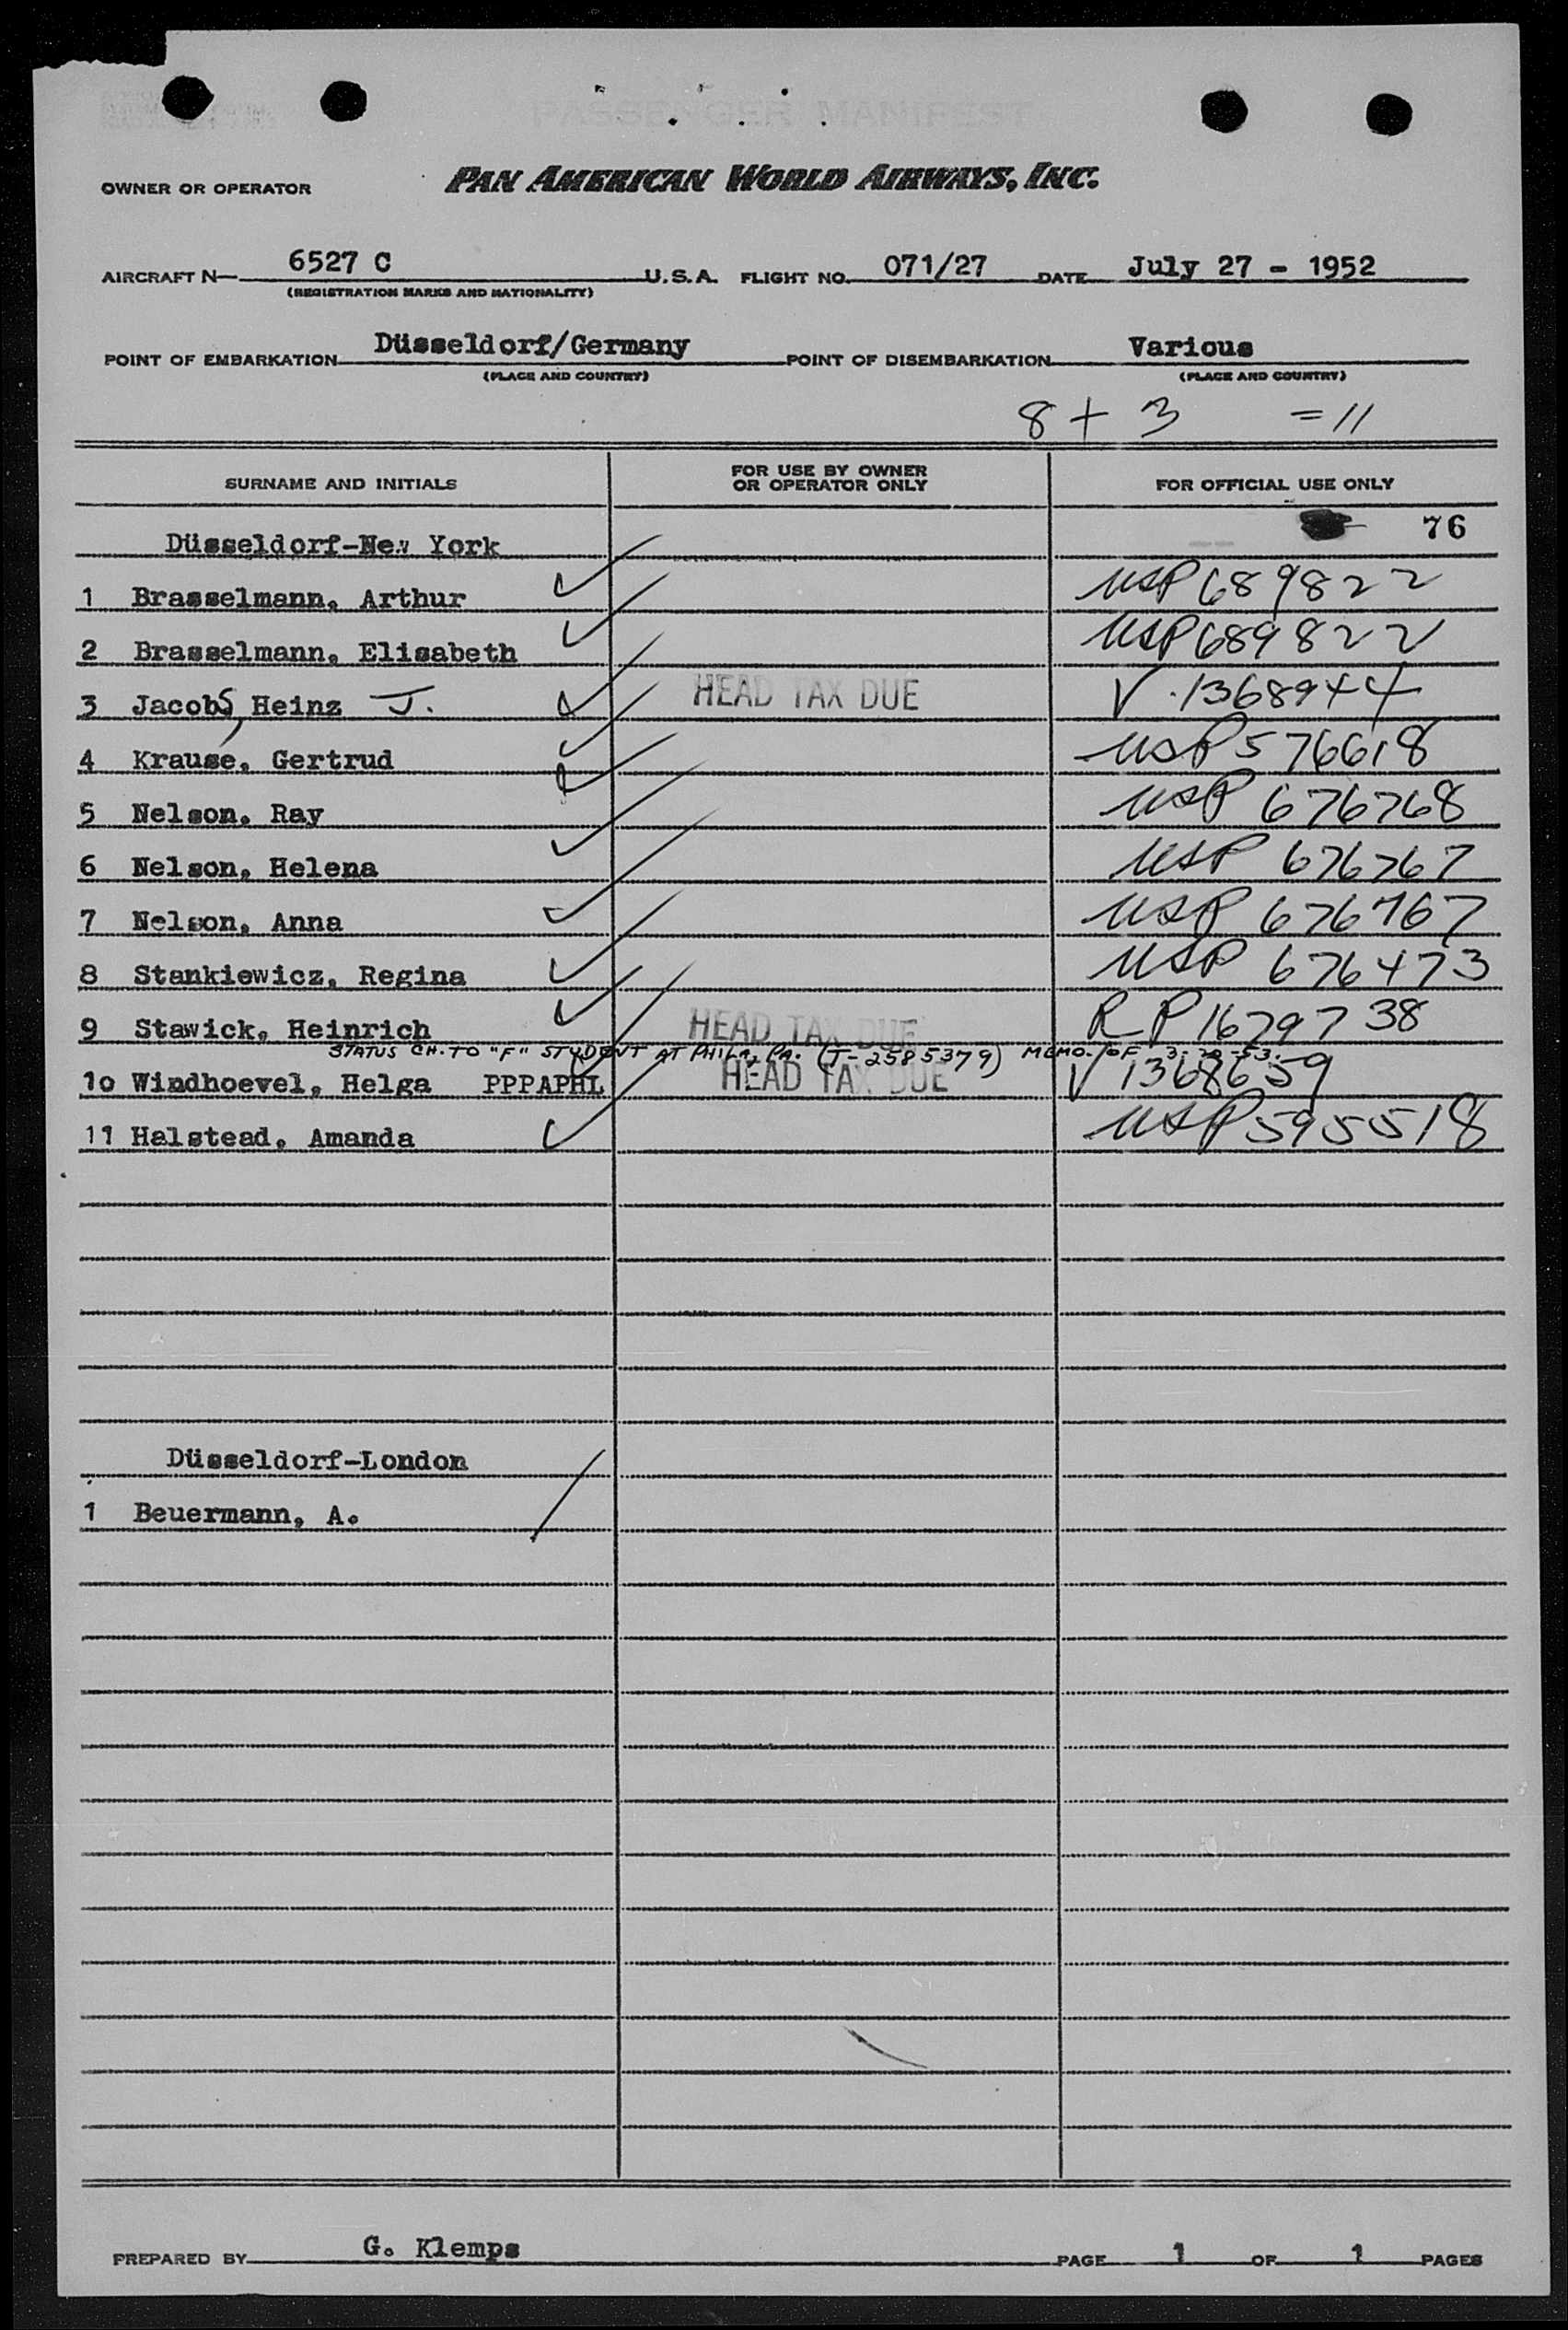 PASSENGER MANIFEST
OWNER OR OPERATOR PAN AMERICAN WORLD AIRWAYS, INC.
AIRCRAFT N— 6527 C U.S.A. FLIGHT NO. 071/27 DATE July 27 - 1952
(REGISTRATION MARKS AND NATIONALITY)
POINT OF EMBARKATION Düsseldorf/Germany POINT OF DISEMBARKATION Various
(PLACE AND COUNTRY) (PLACE AND COUNTRY)
8 + 3 = 11
SURNAME AND INITIALS FOR USE BY OWNER OR OPERATOR ONLY FOR OFFICIAL USE ONLY
76
Düsseldorf-New York
1 Brasselmann, Arthur USP 689822
2 Brasselmann, Elisabeth USP 689822
3 Jacobs, Heinz J. HEAD TAX DUE V. 1368944
4 Krause, Gertrud USP 576618
5 Nelson, Ray USP 676768
6 Nelson, Helena USP 676767
7 Nelson, Anna USP 676767
8 Stankiewicz, Regina USP 676473
9 Stawick, Heinrich HEAD TAX DUE RP 1679738
STATUS CH. TO "F" STUDENT AT PHILA, PA. (T-2585379) MEMO. OF
10 Windhoevel, Helga PPPAPHL HEAD TAX DUE V 1368659
11 Halstead, Amanda USP 595518
Düsseldorf-London
1 Beuermann, A.
PREPARED BY G. Klemps PAGE 1 OF 1 PAGES